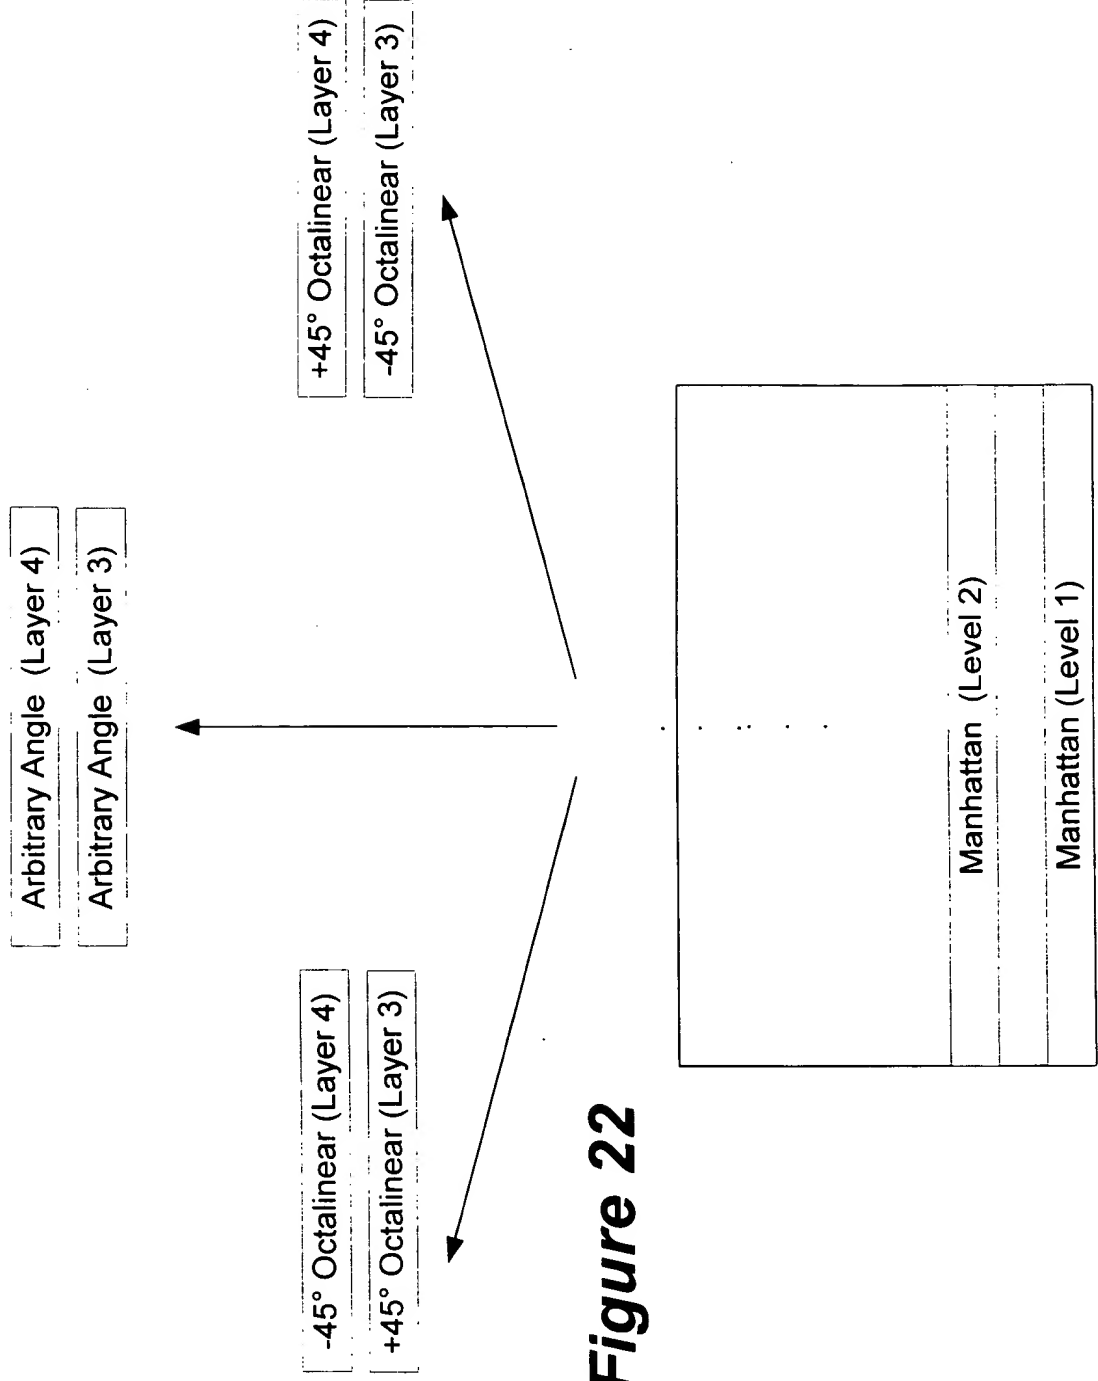 Arbitrary Angle (Layer 4)
Arbitrary Angle (Layer 3)
-45° Octalinear (Layer 4)
+45° Octalinear (Layer 3)
+45° Octalinear (Layer 4)
-45° Octalinear (Layer 3)
Manhattan (Level 2)
Manhattan (Level 1)
Figure 22